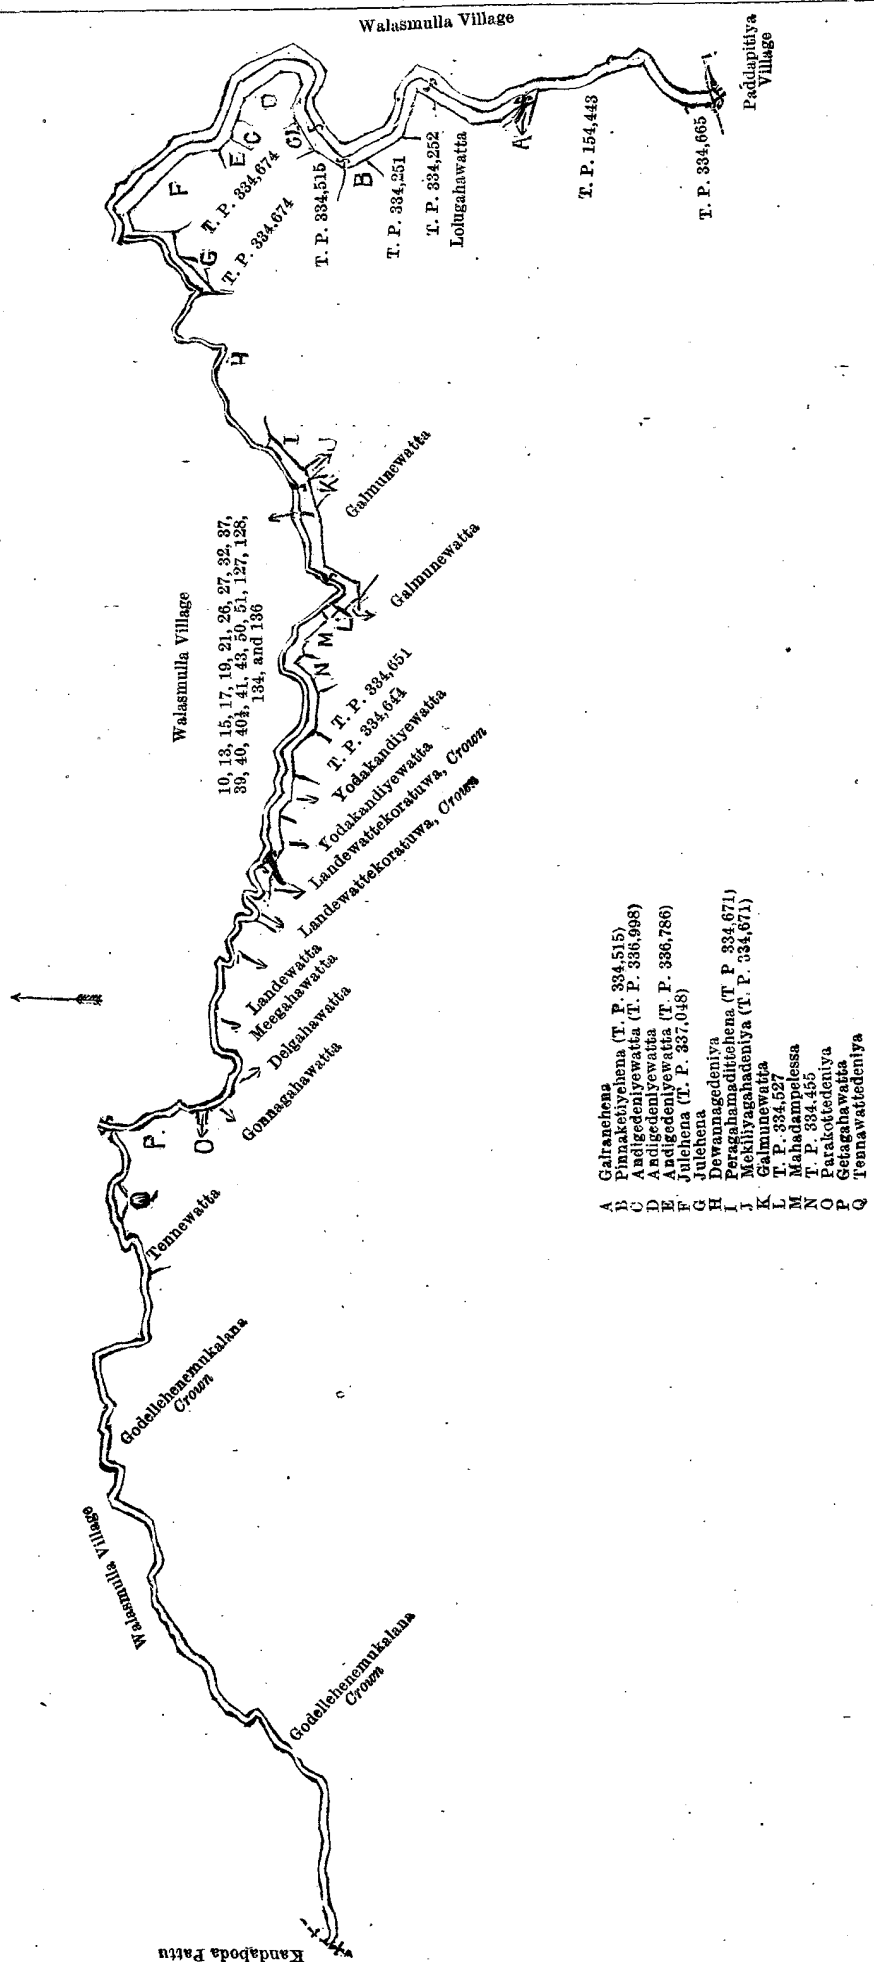 Walasmulla Village
Paddapitiya
Village
T. P. 334,665
T. P. 154,443
A
Lolugahawatta
T. P. 334,252
T. P. 334,251
B
T. P. 334,515
D
C
E
F
T. P. 334,674
T. P. 334,674
G
H
I
J
K
Galmunewatta
Galmunewatta
L
M
N
Walasmulla Village
10, 13, 15, 17, 19, 21, 26, 27, 32, 37,
39, 40, 40½, 41, 43, 50, 51, 127, 128,
134, and 136
T. P. 334,651
T. P. 334,644
Yodakandiyewatta
Yodakandiyewatta
Landewattekoratuwa, Crown
Landewattekoratuwa, Crown
Landewatta
Meegahawatta
Delgahawatta
Gonnagahawatta
O
P.
Q
Tennewatta
Godellehenemukalana
Crown
Walasmulla Village
Godellehenemukalana
Crown
Kandaboda Pattu
A Galranehena
B Pinnaketiyehena (T. P. 334,515)
C Andigedeniyewatta (T. P. 336,998)
D Andigedeniyewatta
E Andigedeniyewatta (T. P. 336,786)
F Julehena (T. P. 337,048)
G Julehena
H Dewannagedeniya
I Peragahamadittehena (T P 334,671)
J Mekiliyagahadeniya (T. P. 334,671)
K Galmunewatta
L T. P. 334,527
M Mahadampelessa
N T. P. 334,455
O Parakottedeniya
P Getagahawatta
Q Tennawattedeniya